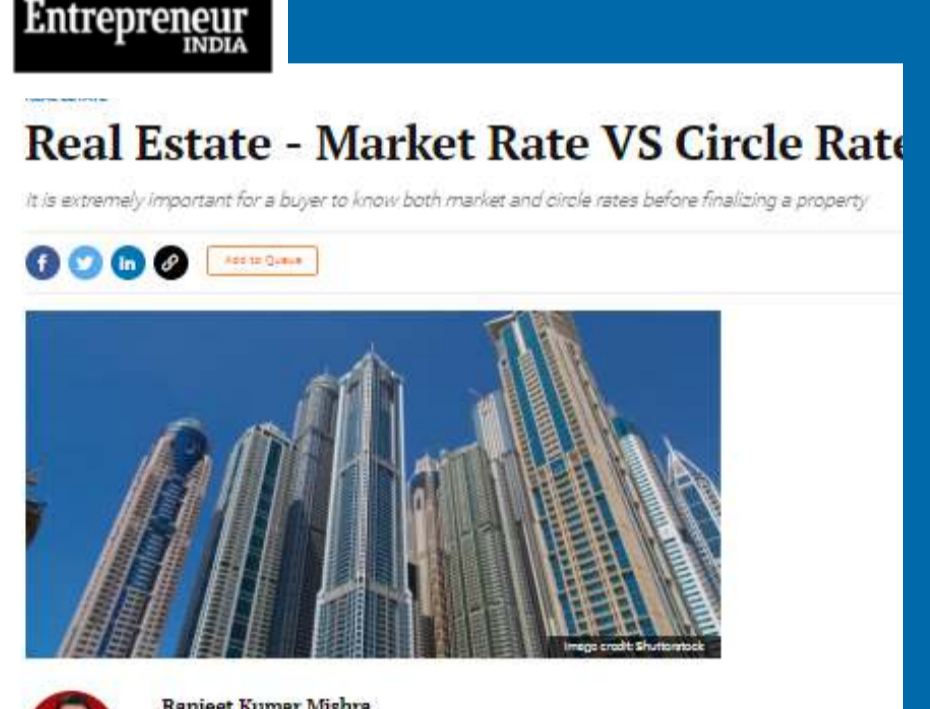 Entrepreneur
INDIA
Real Estate - Market Rate VS Circle Rate
It is extremely important for a buyer to know both market and circle rates before finalizing a property
f in
Add to Queue
Image credit: Shutterstock
Ranjeet Kumar Mishra